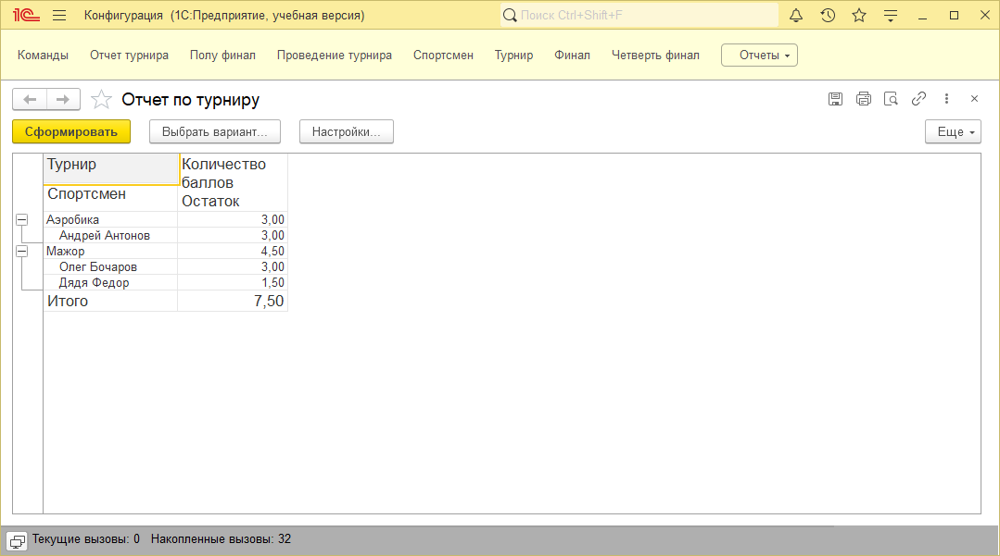 1С Конфигурация (1С:Предприятие, учебная версия) Поиск Ctrl+Shift+F
Команды Отчет турнира Полу финал Проведение турнира Спортсмен Турнир Финал Четверть финал Отчеты
Отчет по турниру
Сформировать Выбрать вариант... Настройки... Еще
Турнир Количество
баллов
Спортсмен Остаток
Аэробика 3,00
Андрей Антонов 3,00
Мажор 4,50
Олег Бочаров 3,00
Дядя Федор 1,50
Итого 7,50
Текущие вызовы: 0 Накопленные вызовы: 32